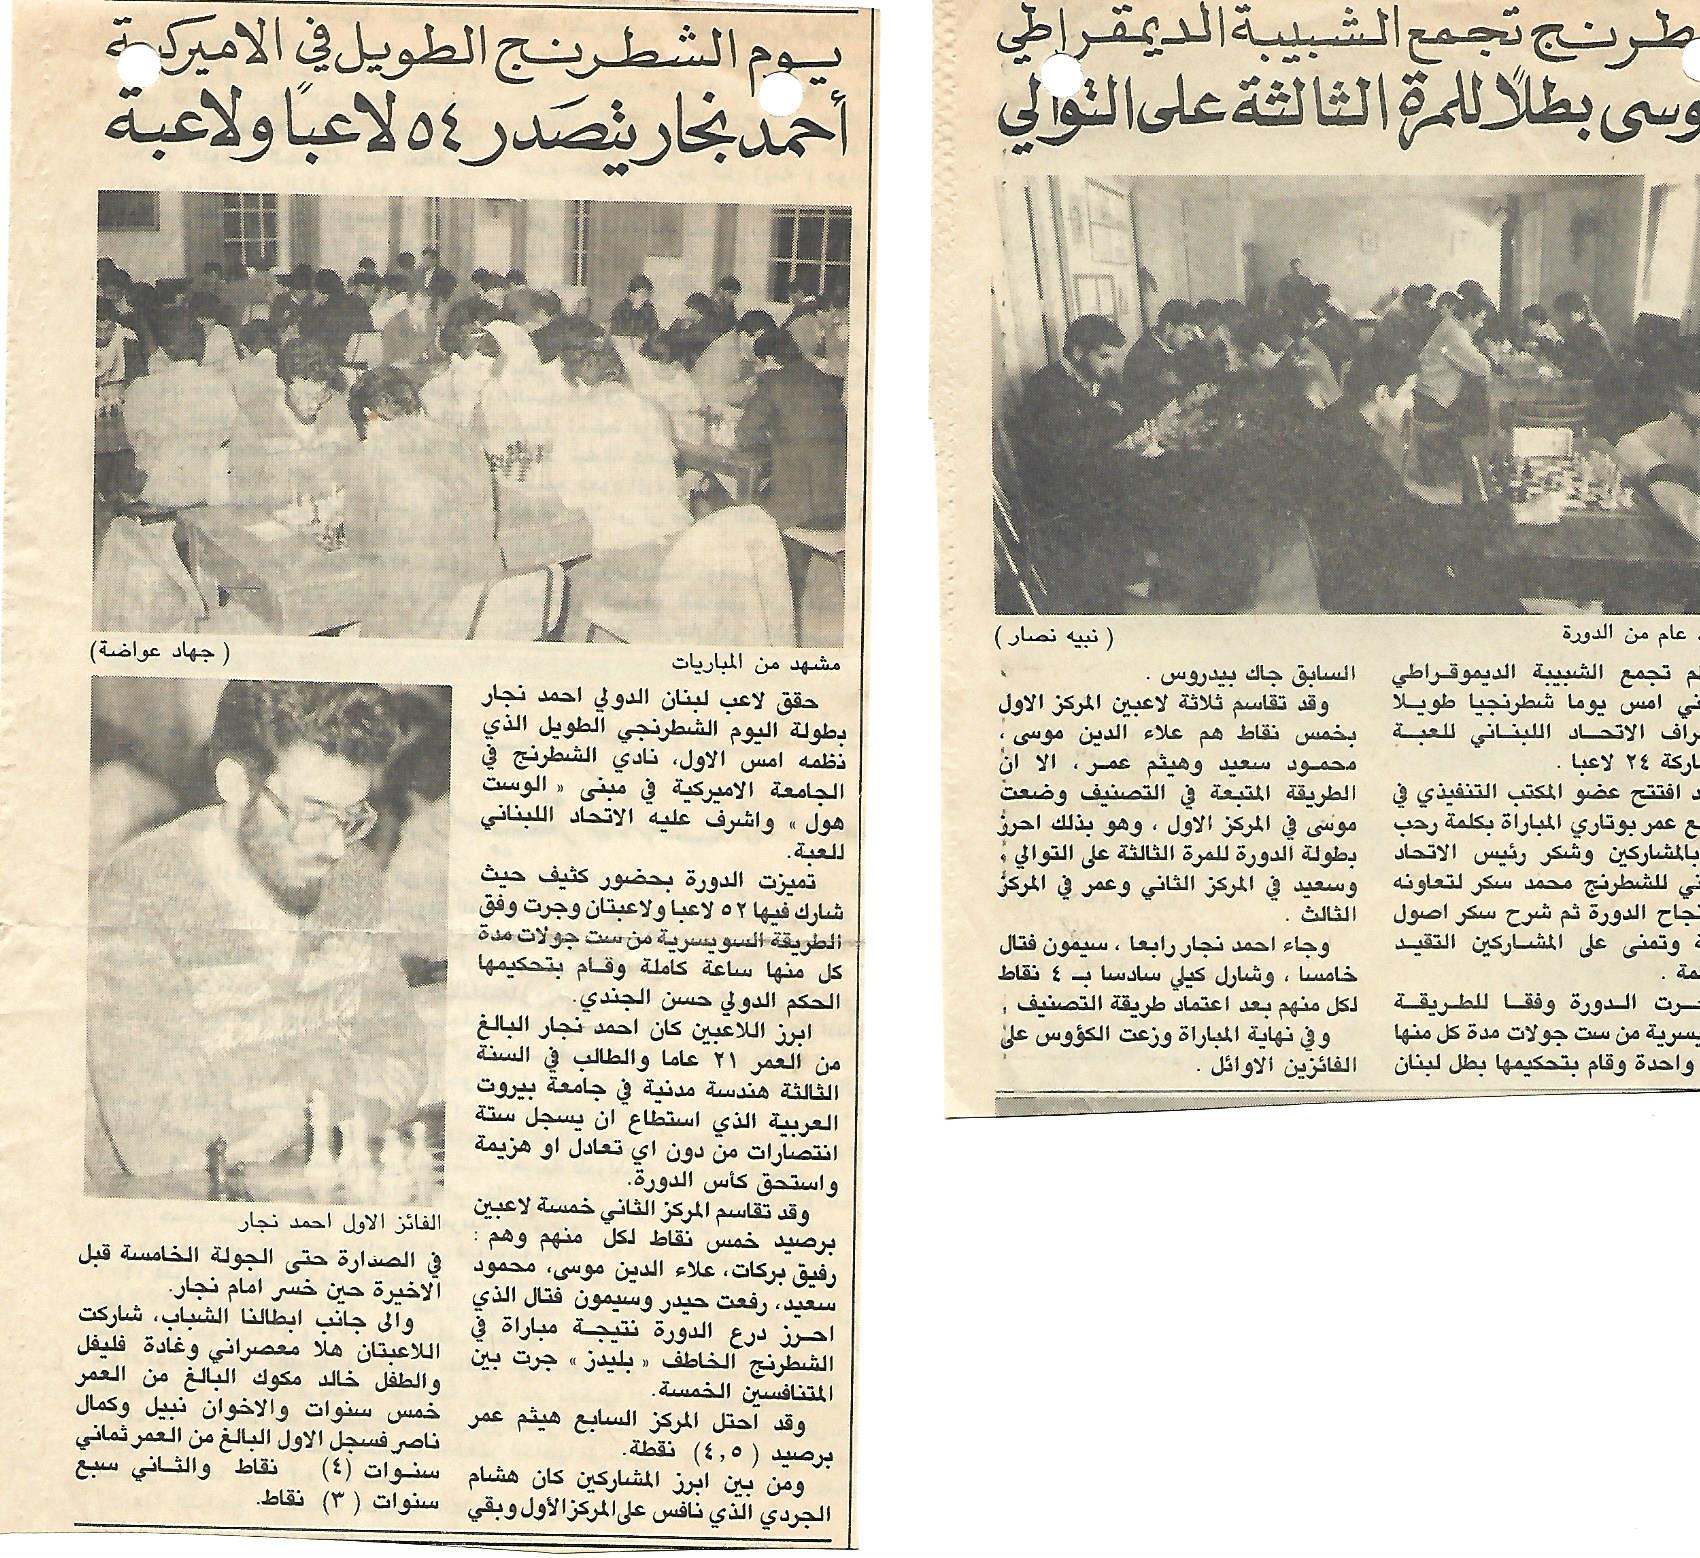 يوم الشطرنج الطويل في الاميركية
أحمد نجار يتصدر ٥٤ لاعباً ولاعبة
مشهد من المباريات
( جهاد عواضة)
حقق لاعب لبنان الدولي احمد نجار
بطولة اليوم الشطرنجي الطويل الذي
نظمه امس الاول، نادي الشطرنج في
الجامعة الاميركية في مبنى « الوست
هول » واشرف عليه الاتحاد اللبناني
للعبة.
تميزت الدورة بحضور كثيف حيث
شارك فيها ٥٢ لاعبا ولاعبتان وجرت وفق
الطريقة السويسرية من ست جولات مدة
كل منها ساعة كاملة وقام بتحكيمها
الحكم الدولي حسن الجندي.
ابرز اللاعبين كان احمد نجار البالغ
من العمر ٢١ عاما والطالب في السنة
الثالثة هندسة مدنية في جامعة بيروت
العربية الذي استطاع ان يسجل ستة
انتصارات من دون اي تعادل او هزيمة
واستحق كأس الدورة.
وقد تقاسم المركز الثاني خمسة لاعبين
برصيد خمس نقاط لكل منهم وهم :
رفيق بركات، علاء الدين موسى، محمود
سعيد، رفعت حيدر وسيمون فتال الذي
احرز درع الدورة نتيجة مباراة في
الشطرنج الخاطف « بليدز » جرت بين
المتنافسين الخمسة.
وقد احتل المركز السابع هيثم عمر
برصيد ( ٤,٥) نقطة.
ومن بين ابرز المشاركين كان هشام
الجردي الذي نافس على المركز الأول وبقي
الفائز الاول احمد نجار
في الصدارة حتى الجولة الخامسة قبل
الاخيرة حين خسر امام نجار.
والى جانب ابطالنا الشباب، شاركت
اللاعبتان هلا معصراني وغادة فليفل
والطفل خالد مكوك البالغ من العمر
خمس سنوات والاخوان نبيل وكمال
ناصر فسجل الاول البالغ من العمر ثماني
سنوات (٤) نقاط والثاني سبع
سنوات ( ٣) نقاط.
طرنج تجمع الشبيبة الديمقراطي
وسى بطلاً للمرة الثالثة على التوالي
عام من الدورة
( نبيه نصار )
م تجمع الشبيبة الديموقراطي
ني امس يوما شطرنجيا طويلا
راف الاتحاد اللبناني للعبة
اركة ٢٤ لاعبا .
د افتتح عضو المكتب التنفيذي في
ع عمر بوتاري المباراة بكلمة رحب
بالمشاركين وشكر رئيس الاتحاد
ني للشطرنج محمد سكر لتعاونه
نجاح الدورة ثم شرح سكر اصول
ة وتمنى على المشاركين التقيد
مة .
رت الدورة وفقا للطريقة
يسرية من ست جولات مدة كل منها
واحدة وقام بتحكيمها بطل لبنان
السابق جاك بيدروس .
وقد تقاسم ثلاثة لاعبين المركز الاول
بخمس نقاط هم علاء الدين موسى ،
محمود سعيد وهيثم عمر ، الا ان
الطريقة المتبعة في التصنيف وضعت
موسى في المركز الاول ، وهو بذلك احرز
بطولة الدورة للمرة الثالثة على التوالي ،
وسعيد في المركز الثاني وعمر في المركز
الثالث .
وجاء احمد نجار رابعا ، سيمون فتال
خامسا ، وشارل كيلي سادسا بـ ٤ نقاط
لكل منهم بعد اعتماد طريقة التصنيف .
وفي نهاية المباراة وزعت الكؤوس على
الفائزين الاوائل .